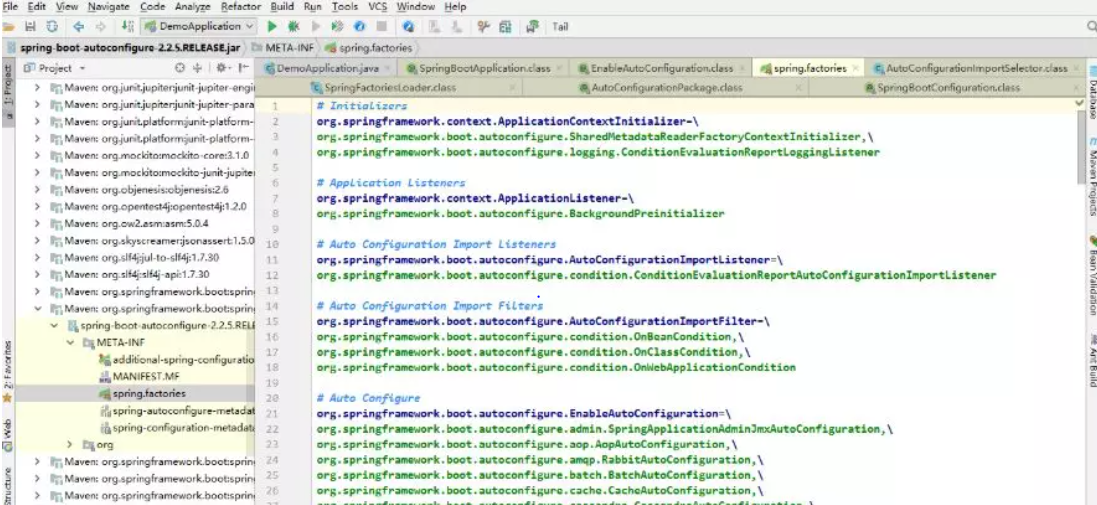 File Edit View Navigate Code Analyze Refactor Build Run Tools VCS Window Help
DemoApplication Tail
spring-boot-autoconfigure-2.2.5.RELEASE.jar META-INF spring.factories
Project DemoApplication.java SpringBootApplication.class EnableAutoConfiguration.class spring.factories AutoConfigurationImportSelector.class
SpringFactoriesLoader.class AutoConfigurationPackage.class SpringBootConfiguration.class
1: Project
2: Favorites
Web
Structure
Maven: org.junit.jupiter:junit-jupiter-engi
Maven: org.junit.jupiter:junit-jupiter-para
Maven: org.junit.platform:junit-platform-
Maven: org.junit.platform:junit-platform-
Maven: org.mockito:mockito-core:3.1.0
Maven: org.mockito:mockito-junit-jupiter
Maven: org.objenesis:objenesis:2.6
Maven: org.opentest4j:opentest4j:1.2.0
Maven: org.ow2.asm:asm:5.0.4
Maven: org.skyscreamer:jsonassert:1.5.0
Maven: org.slf4j:jul-to-slf4j:1.7.30
Maven: org.slf4j:slf4j-api:1.7.30
Maven: org.springframework.boot:spring
Maven: org.springframework.boot:spring
spring-boot-autoconfigure-2.2.5.RELE
META-INF
additional-spring-configuratio
MANIFEST.MF
spring.factories
spring-autoconfigure-metadat
spring-configuration-metadat
org
Maven: org.springframework.boot:spring
Maven: org.springframework.boot:spring
Maven: org.springframework.boot:spring
1 # Initializers
2 org.springframework.context.ApplicationContextInitializer=\
3 org.springframework.boot.autoconfigure.SharedMetadataReaderFactoryContextInitializer,\
4 org.springframework.boot.autoconfigure.logging.ConditionEvaluationReportLoggingListener
5
6 # Application Listeners
7 org.springframework.context.ApplicationListener=\
8 org.springframework.boot.autoconfigure.BackgroundPreinitializer
9
10 # Auto Configuration Import Listeners
11 org.springframework.boot.autoconfigure.AutoConfigurationImportListener=\
12 org.springframework.boot.autoconfigure.condition.ConditionEvaluationReportAutoConfigurationImportListener
13
14 # Auto Configuration Import Filters
15 org.springframework.boot.autoconfigure.AutoConfigurationImportFilter=\
16 org.springframework.boot.autoconfigure.condition.OnBeanCondition,\
17 org.springframework.boot.autoconfigure.condition.OnClassCondition,\
18 org.springframework.boot.autoconfigure.condition.OnWebApplicationCondition
19
20 # Auto Configure
21 org.springframework.boot.autoconfigure.EnableAutoConfiguration=\
22 org.springframework.boot.autoconfigure.admin.SpringApplicationAdminJmxAutoConfiguration,\
23 org.springframework.boot.autoconfigure.aop.AopAutoConfiguration,\
24 org.springframework.boot.autoconfigure.amqp.RabbitAutoConfiguration,\
25 org.springframework.boot.autoconfigure.batch.BatchAutoConfiguration,\
26 org.springframework.boot.autoconfigure.cache.CacheAutoConfiguration,\
Database
Maven Projects
Bean Validation
Ant Build